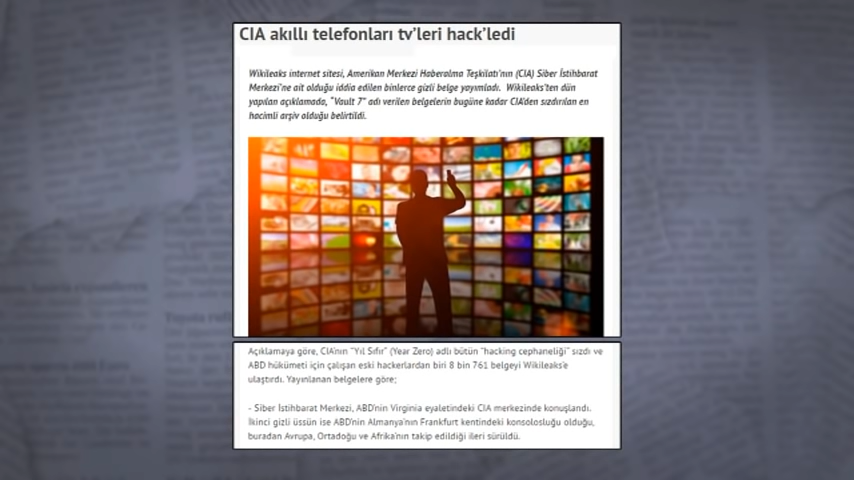 CIA akıllı telefonları tv'leri hack'ledi
Wikileaks internet sitesi, Amerikan Merkezi Haberalma Teşkilatı'nın (CIA) Siber İstihbarat
Merkezi'ne ait olduğu iddia edilen binlerce gizli belge yayımladı. Wikileaks'ten dün
yapılan açıklamada, "Vault 7" adı verilen belgelerin bugüne kadar CIA'den sızdırılan en
hacimli arşiv olduğu belirtildi.
Açıklamaya göre, CIA'nın "Yıl Sıfır" (Year Zero) adlı bütün "hacking cephaneliği" sızdı ve
ABD hükümeti için çalışan eski hackerlardan biri 8 bin 761 belgeyi Wikileaks'e
ulaştırdı. Yayınlanan belgelere göre;
- Siber İstihbarat Merkezi, ABD'nin Virginia eyaletindeki CIA merkezinde konuşlandı.
İkinci gizli üssün ise ABD'nin Almanya'nın Frankfurt kentindeki konsolosluğu olduğu,
buradan Avrupa, Ortadoğu ve Afrika'nın takip edildiği ileri sürüldü.